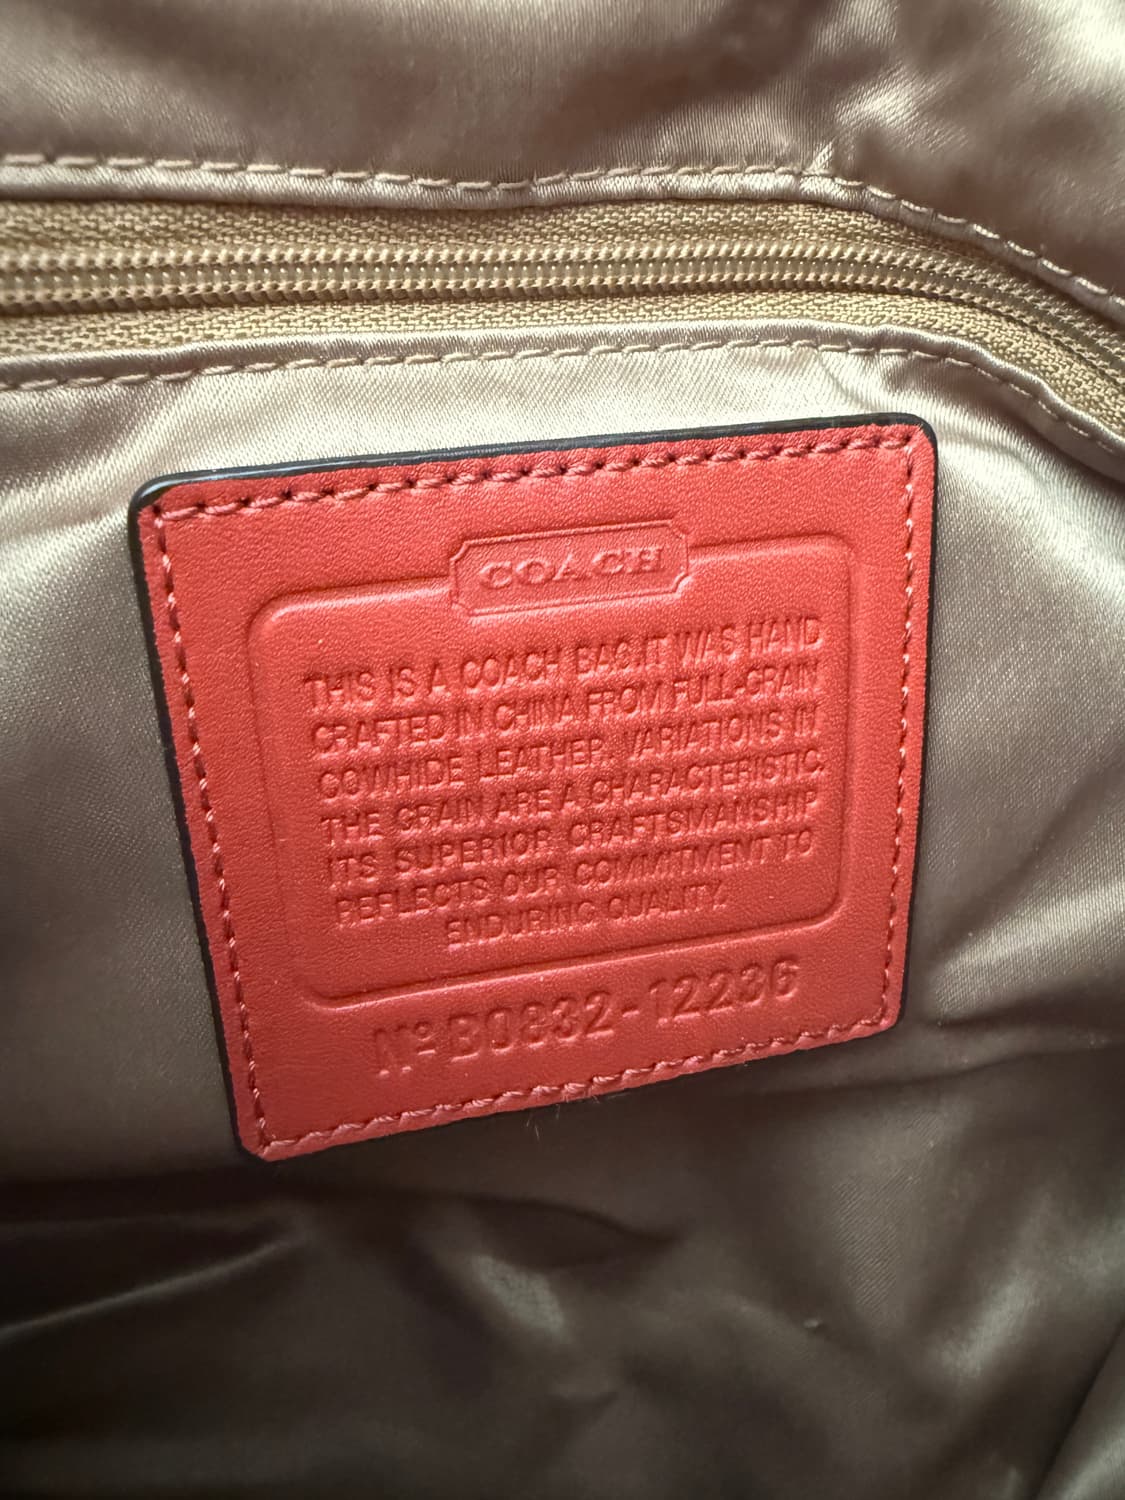 COACH
THIS IS A COACH BAG.IT WAS HAND
CRAFTED IN CHINA FROM FULL-GRAIN
COWHIDE LEATHER. VARIATIONS IN
THE GRAIN ARE A CHARACTERISTIC.
ITS SUPERIOR CRAFTSMANSHIP
REFLECTS OUR COMMITMENT TO
ENDURING QUALITY.
Nº B0832-12286